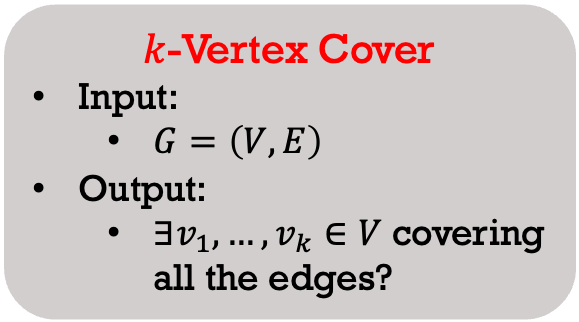 k-Vertex Cover
• Input:
• G = (V, E)
• Output:
• ∃v₁, ..., vₖ ∈ V covering
all the edges?